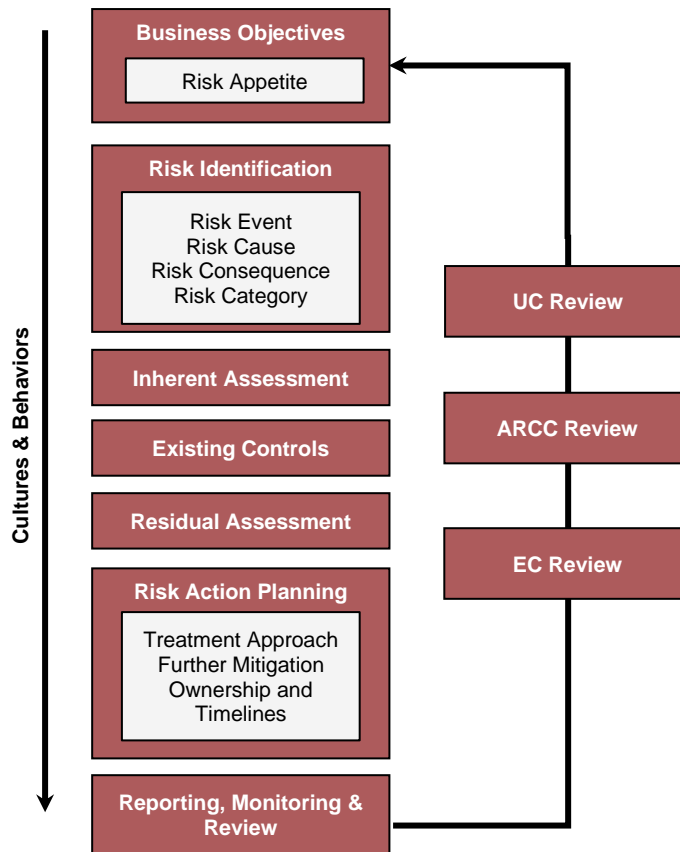 Business Objectives
Risk Appetite
Risk Identification
Risk Event
Risk Cause
Risk Consequence
Risk Category
Inherent Assessment
Existing Controls
Residual Assessment
Risk Action Planning
Treatment Approach
Further Mitigation
Ownership and
Timelines
Reporting, Monitoring &
Review
Cultures & Behaviors
UC Review
ARCC Review
EC Review